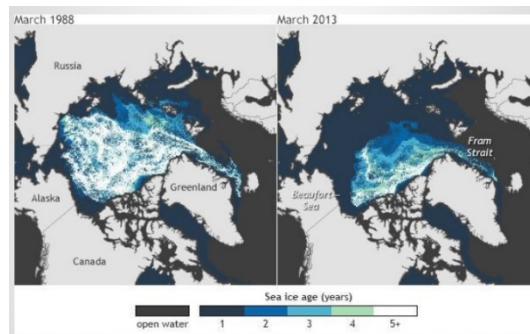 March 1988
March 2013
Russia
Alaska
Canada
Greenland
Fram
Strait
Beaufort
Sea
Sea ice age (years)
open water
1 2 3 4 5+